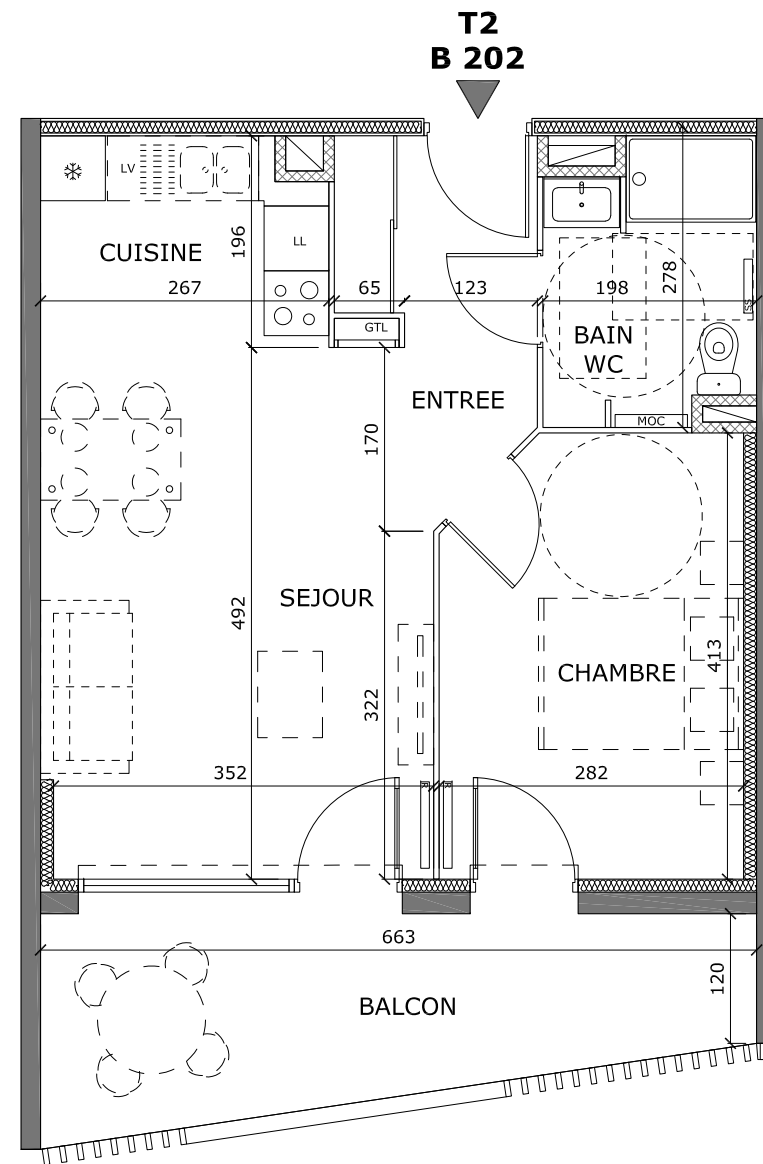 T2
B 202
LV
CUISINE
196
LL
267
65
123
198
278
SS
GTL
BAIN
WC
ENTREE
MOC
170
SEJOUR
492
413
CHAMBRE
322
352
282
R
R
663
120
BALCON